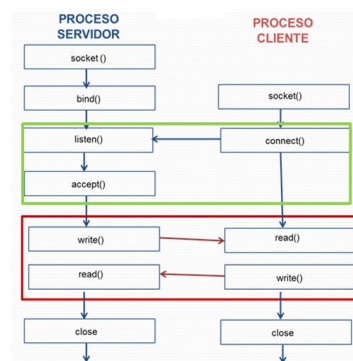 PROCESO
SERVIDOR
PROCESO
CLIENTE
socket ()
bind()
socket()
listen()
connect()
accept()
write()
read()
read()
write()
close
close